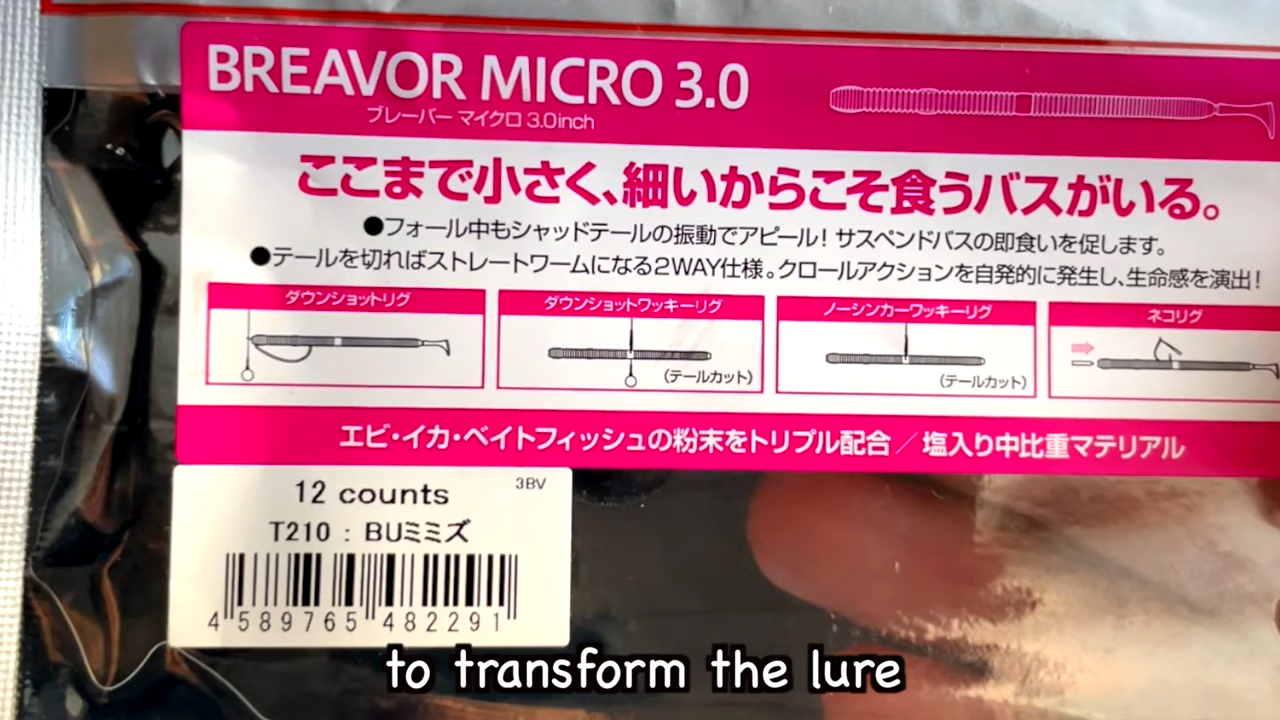 BREAVOR MICRO 3.0
ブレーバー マイクロ 3.0inch
ここまで小さく、細いからこそ食うバスがいる。
●フォール中もシャッドテールの振動でアピール！サスペンドバスの即食いを促します。
●テールを切ればストレートワームになる2WAY仕様。クロールアクションを自発的に発生し、生命感を演出！
ダウンショットリグ
ダウンショットワッキーリグ
ノーシンカーワッキーリグ
ネコリグ
(テールカット)
(テールカット)
エビ・イカ・ベイトフィッシュの粉末をトリプル配合／塩入り中比重マテリアル
12 counts
3BV
T210 : BUミミズ
4 589765 482291
to transform the lure